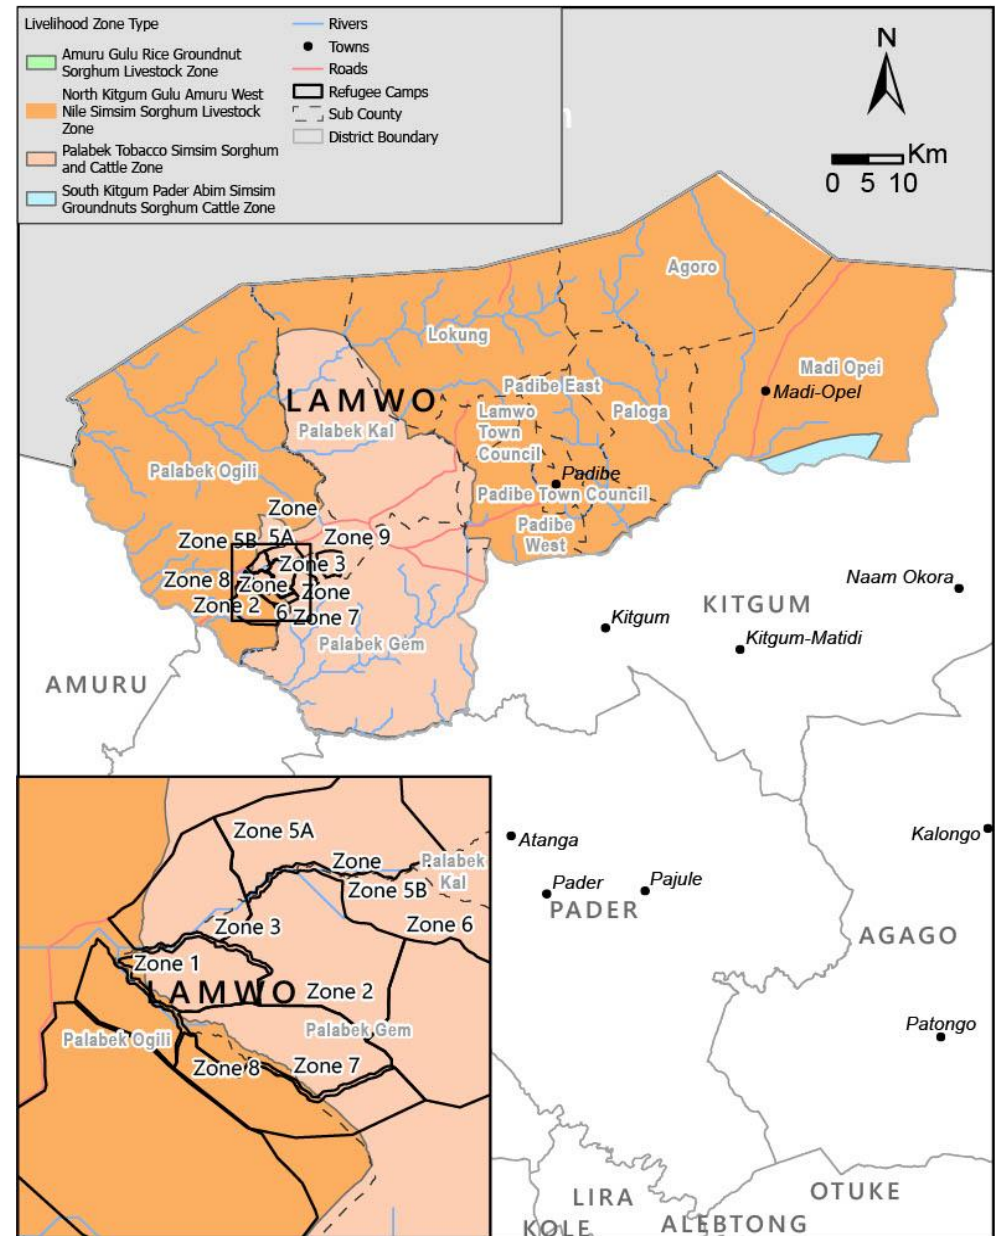 Livelihood Zone Type
Amuru Gulu Rice Groundnut
Sorghum Livestock Zone
North Kitgum Gulu Amuru West
Nile Simsim Sorghum Livestock
Zone
Palabek Tobacco Simsim Sorghum
and Cattle Zone
South Kitgum Pader Abim Simsim
Groundnuts Sorghum Cattle Zone
Rivers
Towns
Roads
Refugee Camps
Sub County
District Boundary
N
Km
0 5 10
Agoro
Lokung
Madi Opei
Madi-Opel
Padibe East
LAMWO
Lamwo
Town
Council
Paloga
Palabek Kal
Palabek Ogili
Padibe
Padibe Town Council
Zone
Padibe
West
Zone 5B
5A
Zone 9
Zone 3
Zone 8
Zone
Zone
Zone 2
6
Zone 7
Palabek Gem
Naam Okora
KITGUM
Kitgum
Kitgum-Matidi
AMURU
Zone 5A
Zone
Palabek
Kal
Zone 5B
Zone 3
Zone 6
Zone 1
LAMWO
Zone 2
Palabek Ogili
Palabek Gem
Zone 8
Zone 7
Atanga
Kalongo
Pader
Pajule
PADER
AGAGO
Patongo
LIRA
OTUKE
KOLE
ALEBTONG